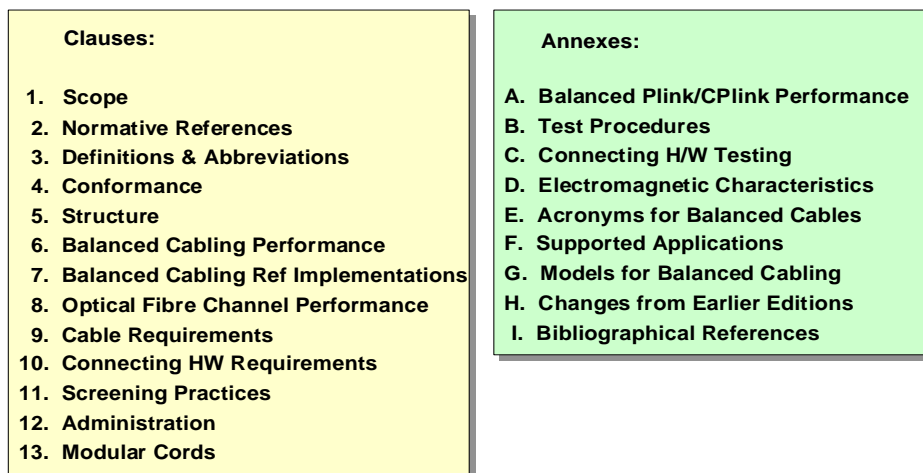 Clauses:
1. Scope
2. Normative References
3. Definitions & Abbreviations
4. Conformance
5. Structure
6. Balanced Cabling Performance
7. Balanced Cabling Ref Implementations
8. Optical Fibre Channel Performance
9. Cable Requirements
10. Connecting HW Requirements
11. Screening Practices
12. Administration
13. Modular Cords
Annexes:
A. Balanced Plink/CPlink Performance
B. Test Procedures
C. Connecting H/W Testing
D. Electromagnetic Characteristics
E. Acronyms for Balanced Cables
F. Supported Applications
G. Models for Balanced Cabling
H. Changes from Earlier Editions
I. Bibliographical References